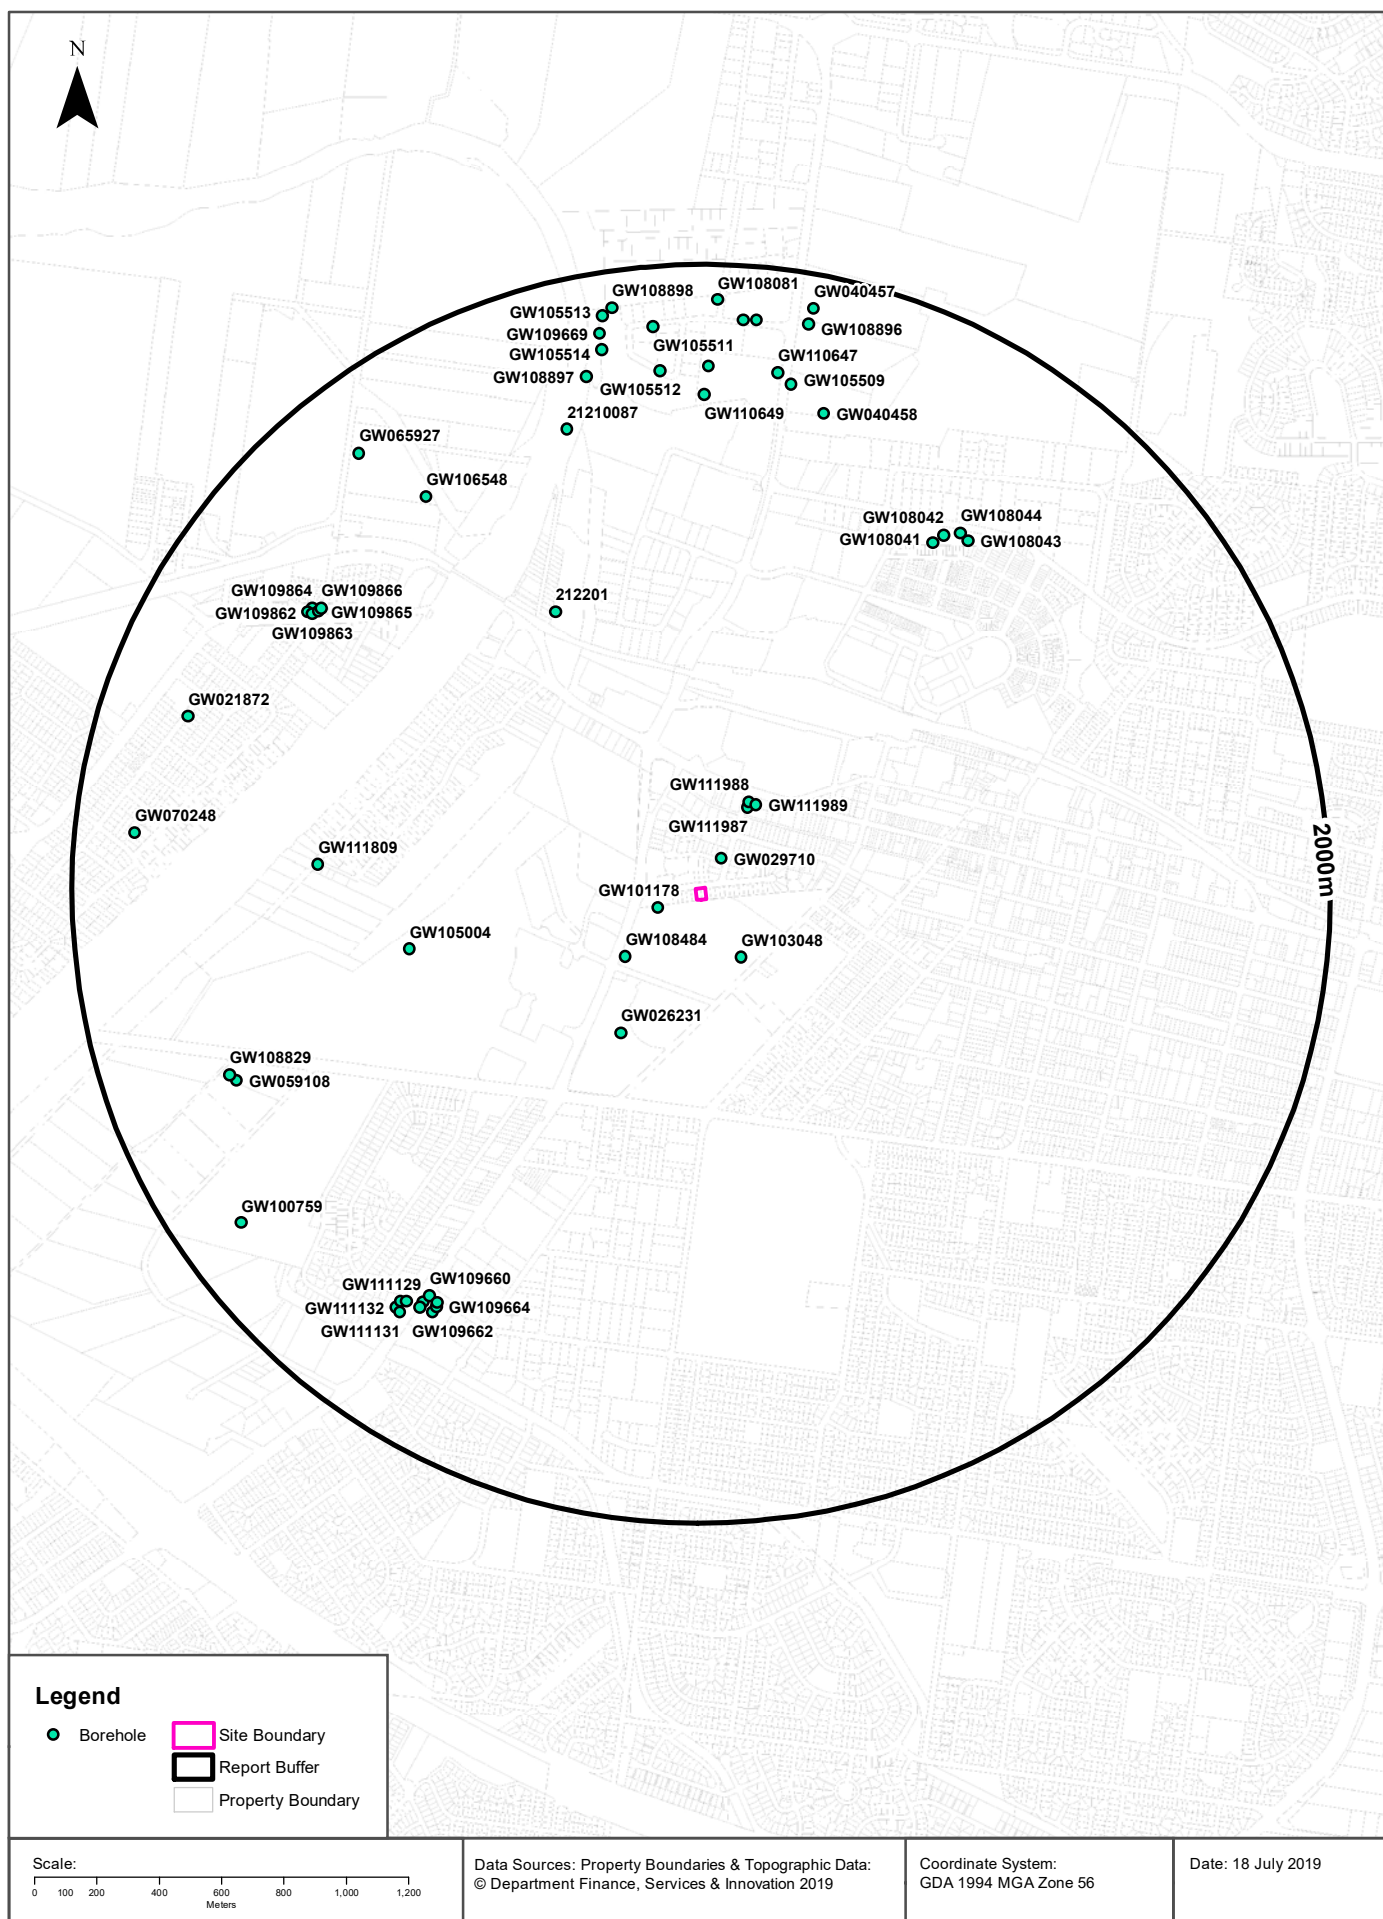 N
GW108081
GW108898
GW040457
GW105513
GW108896
GW109669
GW105511
GW105514
GW110647
GW108897
GW105512
GW105509
GW110649
GW040458
21210087
GW065927
GW106548
GW108042
GW108044
GW108041
GW108043
GW109864
GW109866
212201
GW109862
GW109865
GW109863
GW021872
GW111988
GW111989
GW070248
GW111987
2000m
GW111809
GW029710
GW101178
GW105004
GW108484
GW103048
GW026231
GW108829
GW059108
GW100759
GW111129
GW109660
GW111132
GW109664
GW111131
GW109662
Legend
Borehole
Site Boundary
Report Buffer
Property Boundary
Scale:
0 100 200 400 600 800 1,000 1,200
Meters
Data Sources: Property Boundaries & Topographic Data:
© Department Finance, Services & Innovation 2019
Coordinate System:
GDA 1994 MGA Zone 56
Date: 18 July 2019